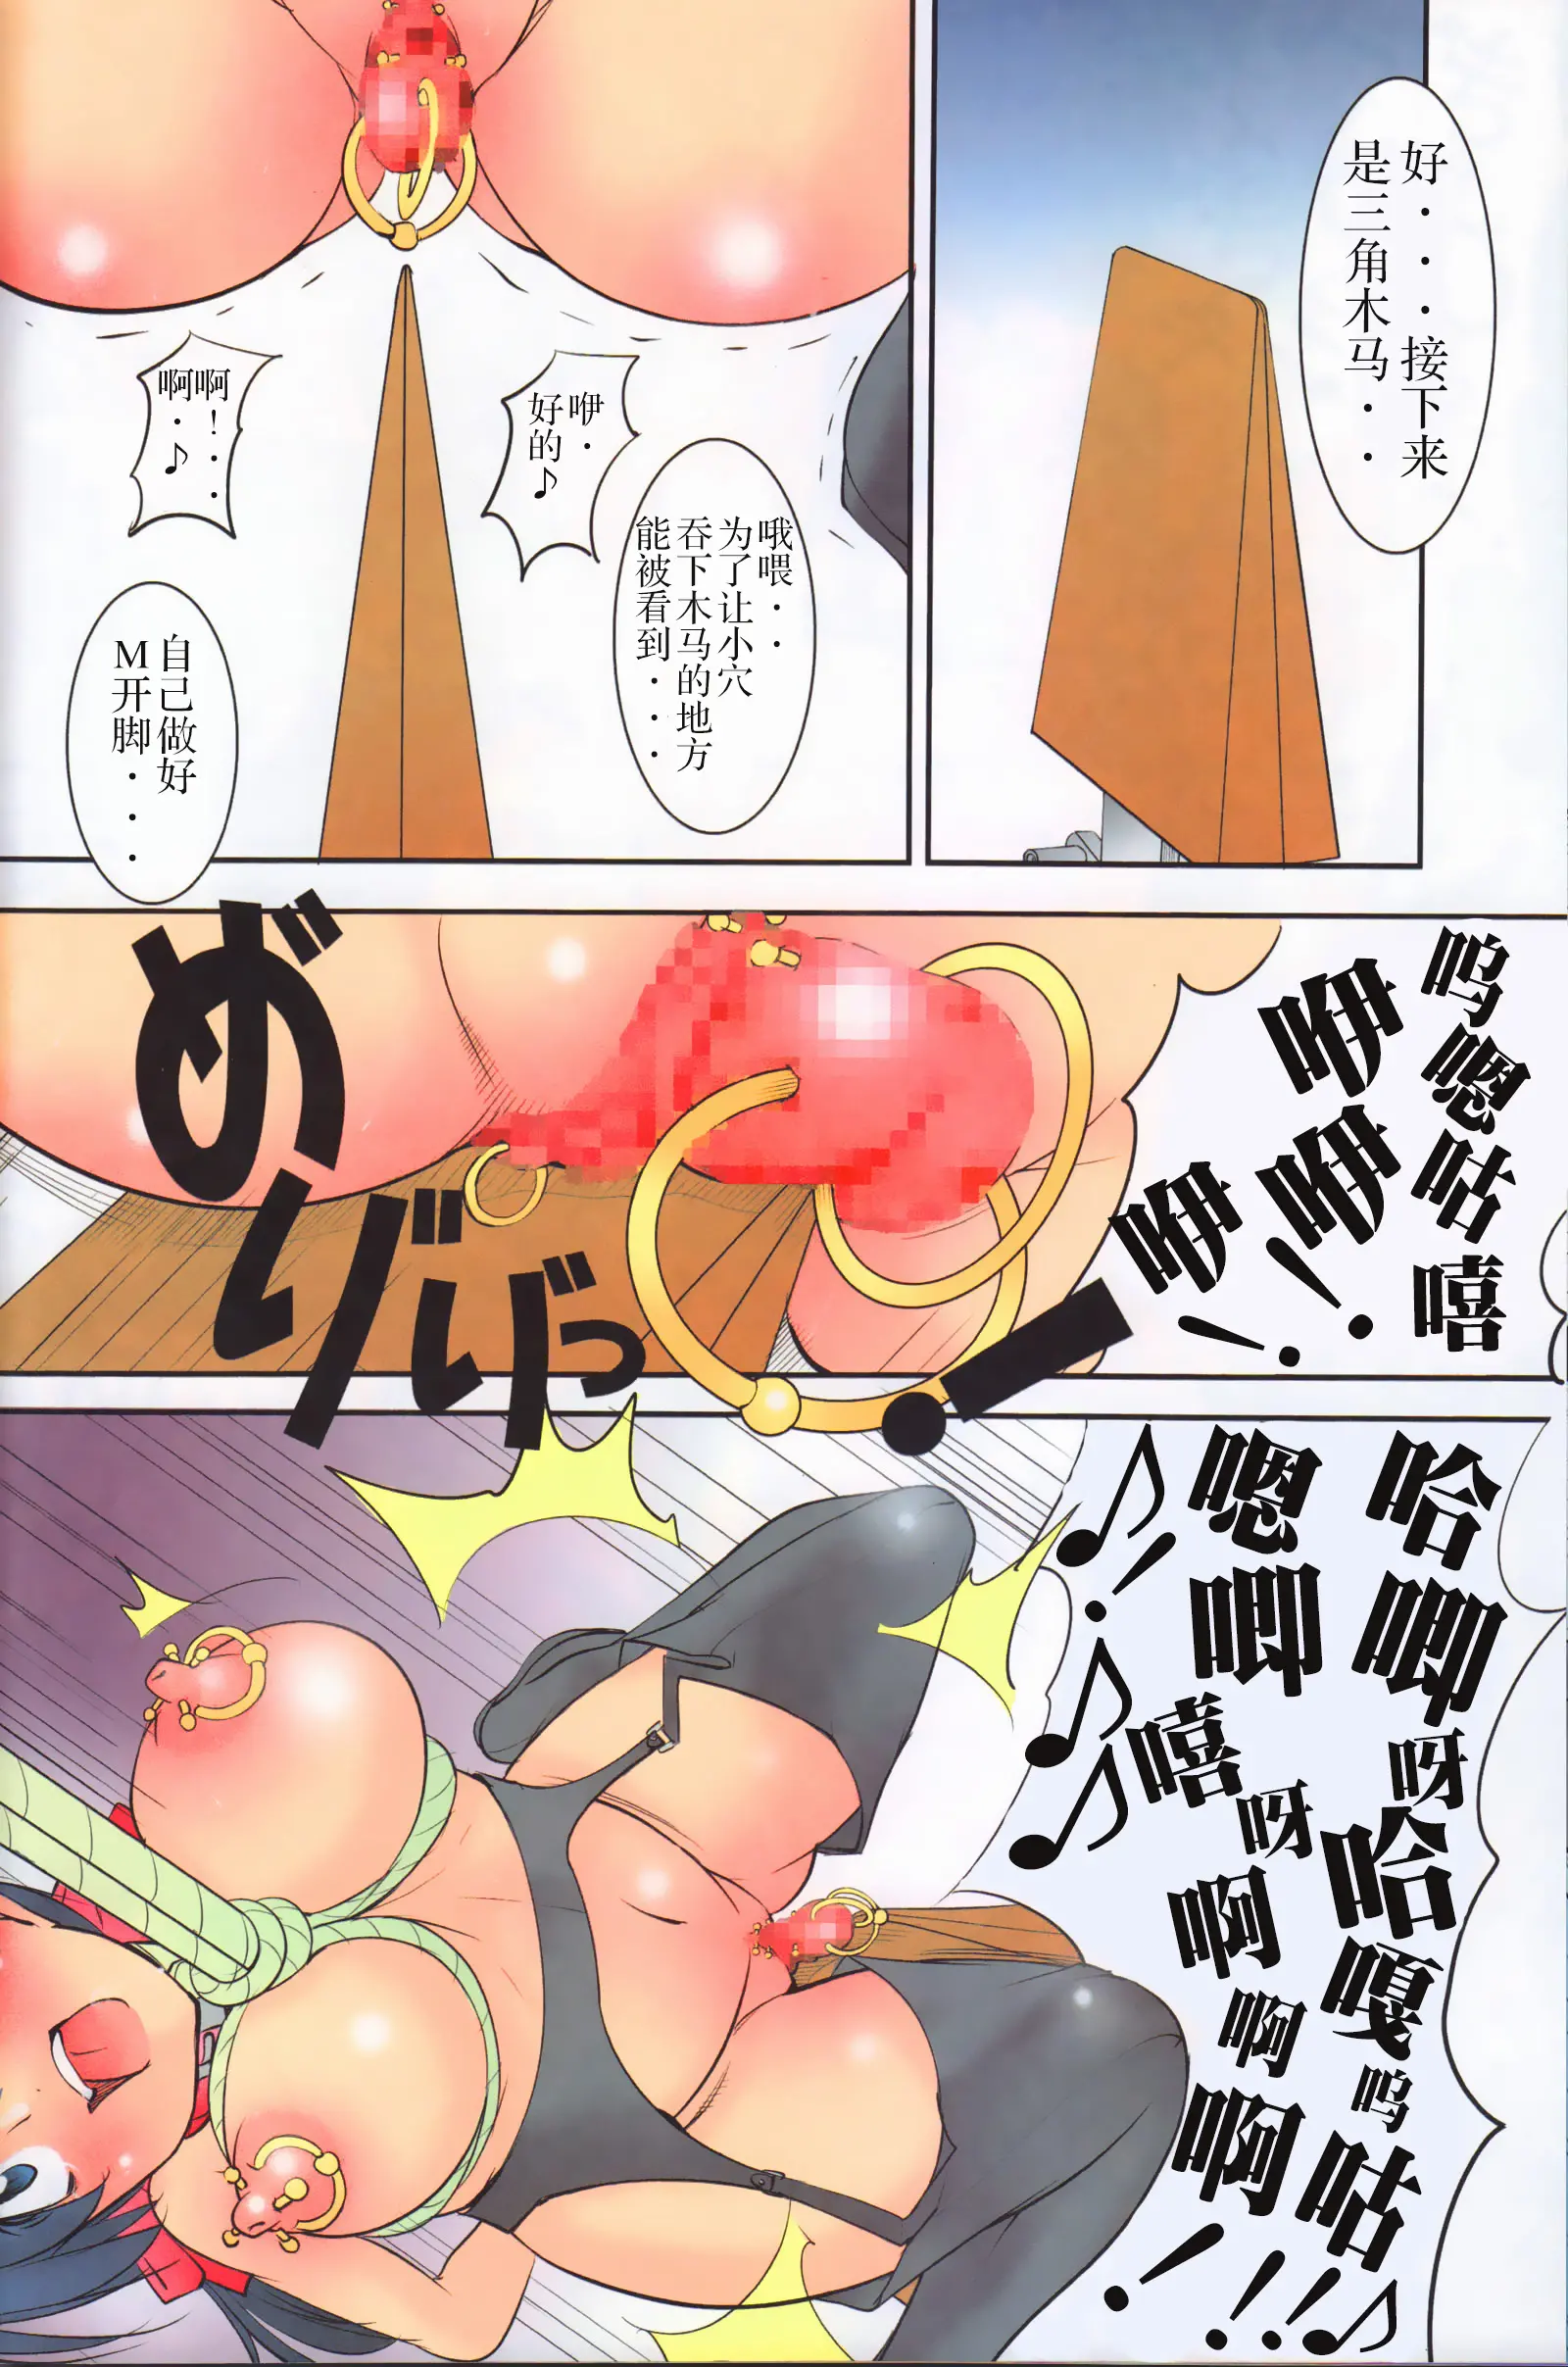 好・・・接下来
是三角木马・・
哦喂・・
为了让小穴
吞下木马的地方
能被看到・・・
咿・
好的♪
啊！・・
啊・♪
自己做好
M开脚・・・
呜嗯咕嘻
咿咿！
咿！
めﾞりﾞりﾞっ！
哈唧呀哈嘎呜咕♪
嗯唧嘻呀啊啊啊！！！
♪！♪♪